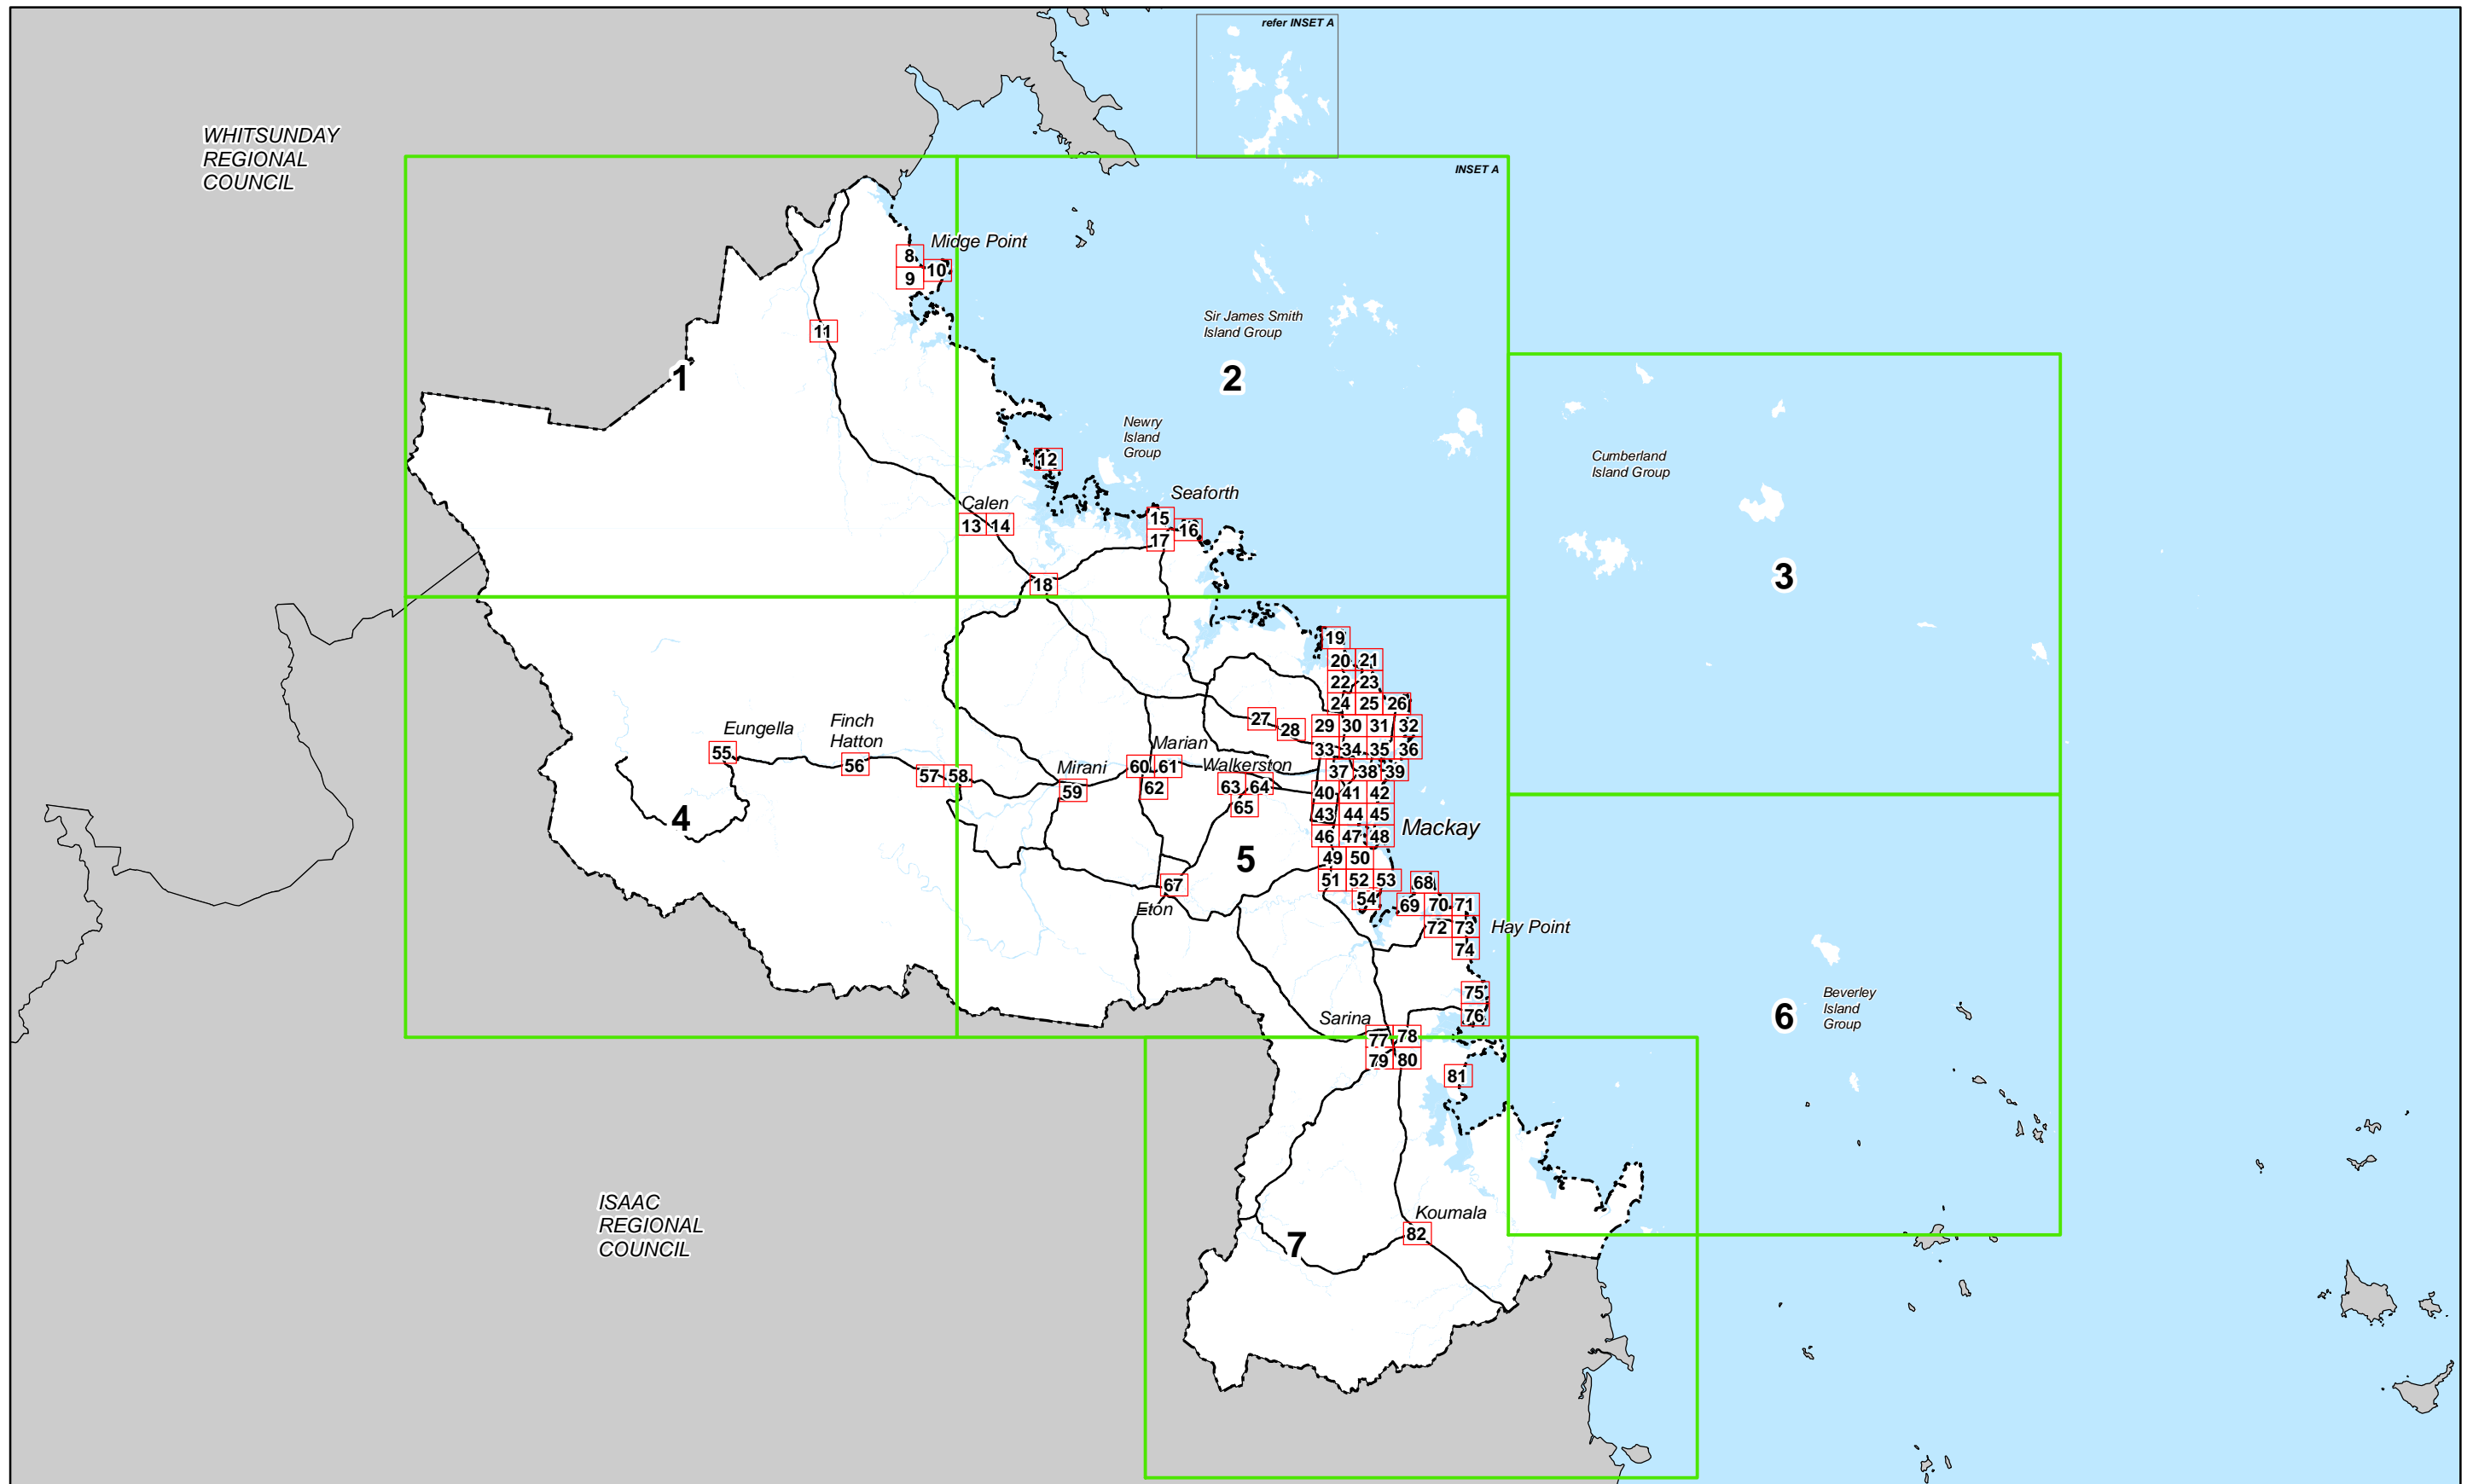 refer INSET A
WHITSUNDAY
REGIONAL
COUNCIL
INSET A
Midge Point
8
10
9
Sir James Smith
Island Group
11
1
2
Newry
Island
Group
Cumberland
Island Group
12
Seaforth
Calen
13 14
15
16
17
3
18
19
20 21
22 23
24 25 26
27
28
29 30 31 32
Eungella
Finch
Hatton
Marian
33 34 35 36
55
56
57 58
Mirani
60 61
Walkerston
37 38 39
59
62
63 64
40 41 42
65
43 44 45
4
Mackay
46 47 48
5
49 50
67
51 52 53
68
54
69 70 71
Eton
72 73
Hay Point
74
75
76
Beverley
Island
Group
6
Sarina
77 78
79 80
81
ISAAC
REGIONAL
COUNCIL
Koumala
82
7